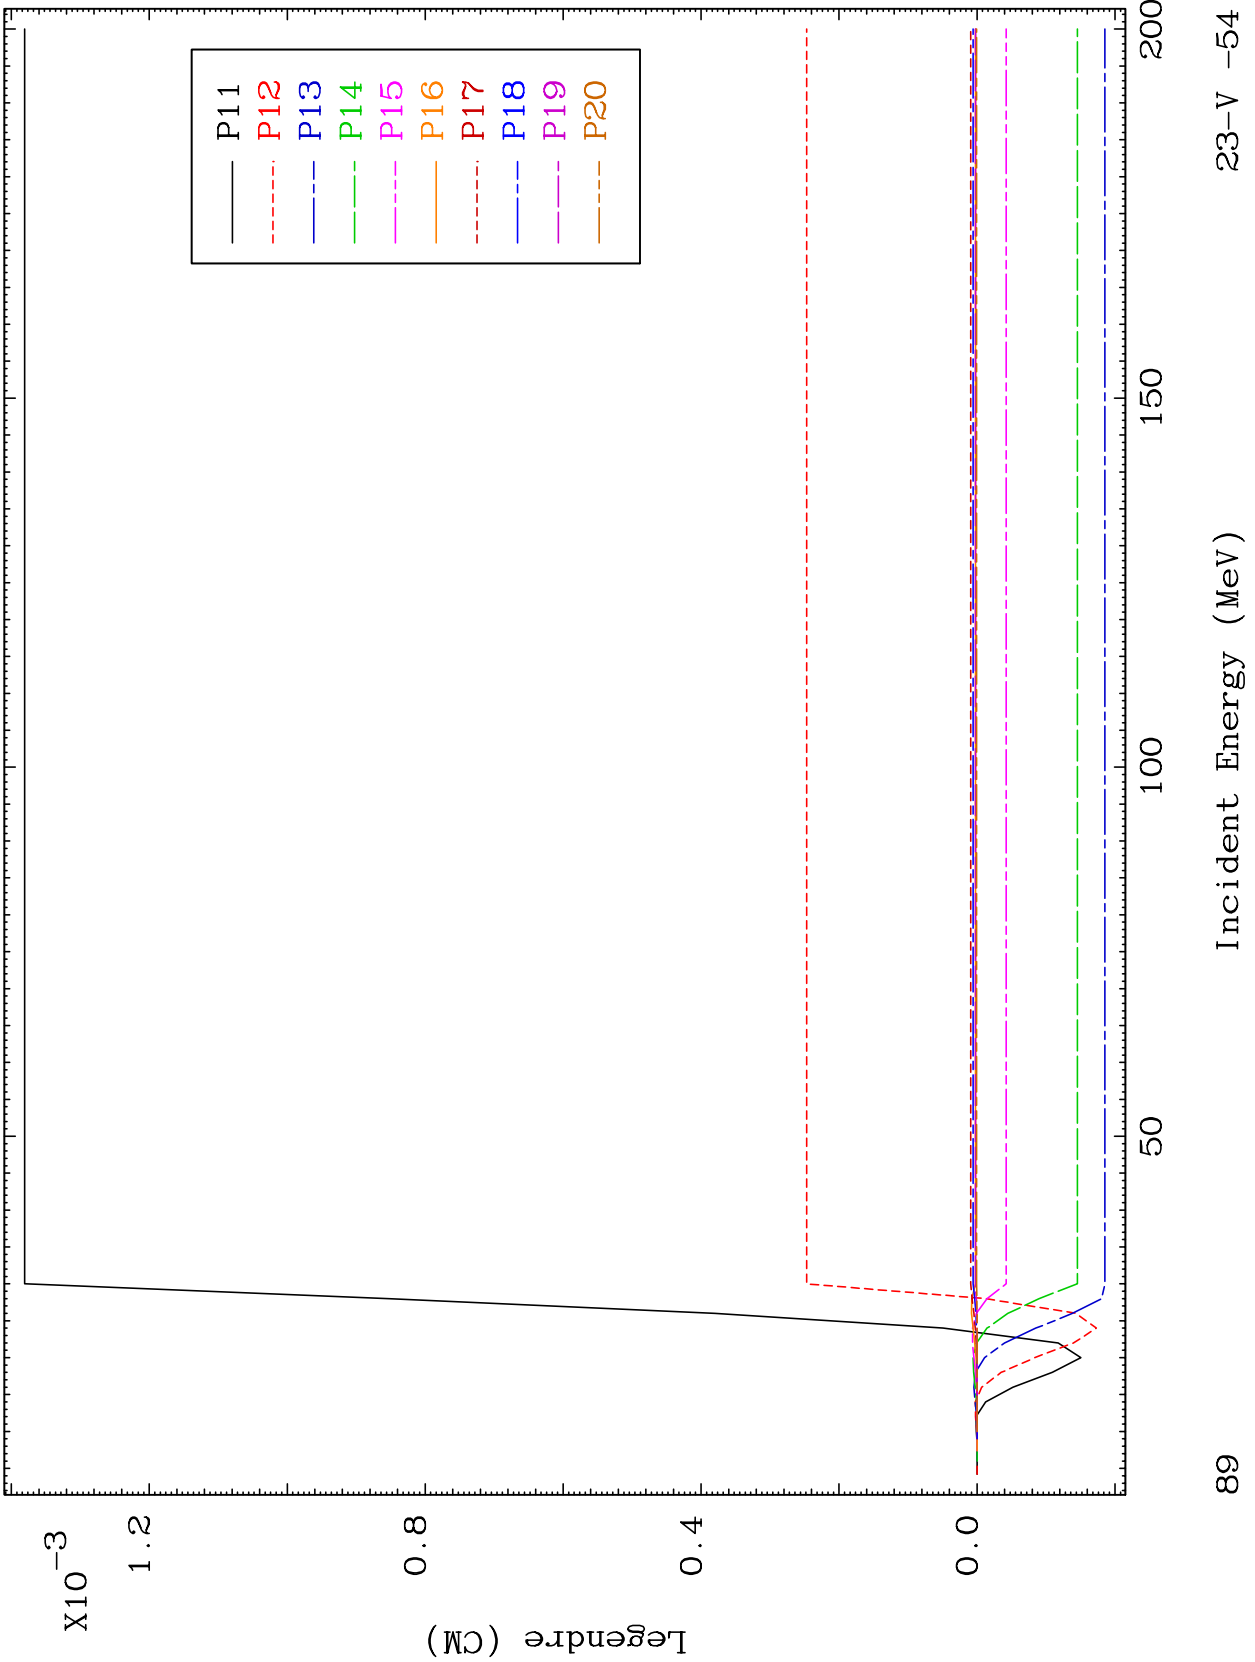 X10-3
1.2
0.8
0.4
0.0
Legendre (CM)
P11
P12
P13
P14
P15
P16
P17
P18
P19
P20
50
100
150
200
Incident Energy (MeV)
89
23-V -54